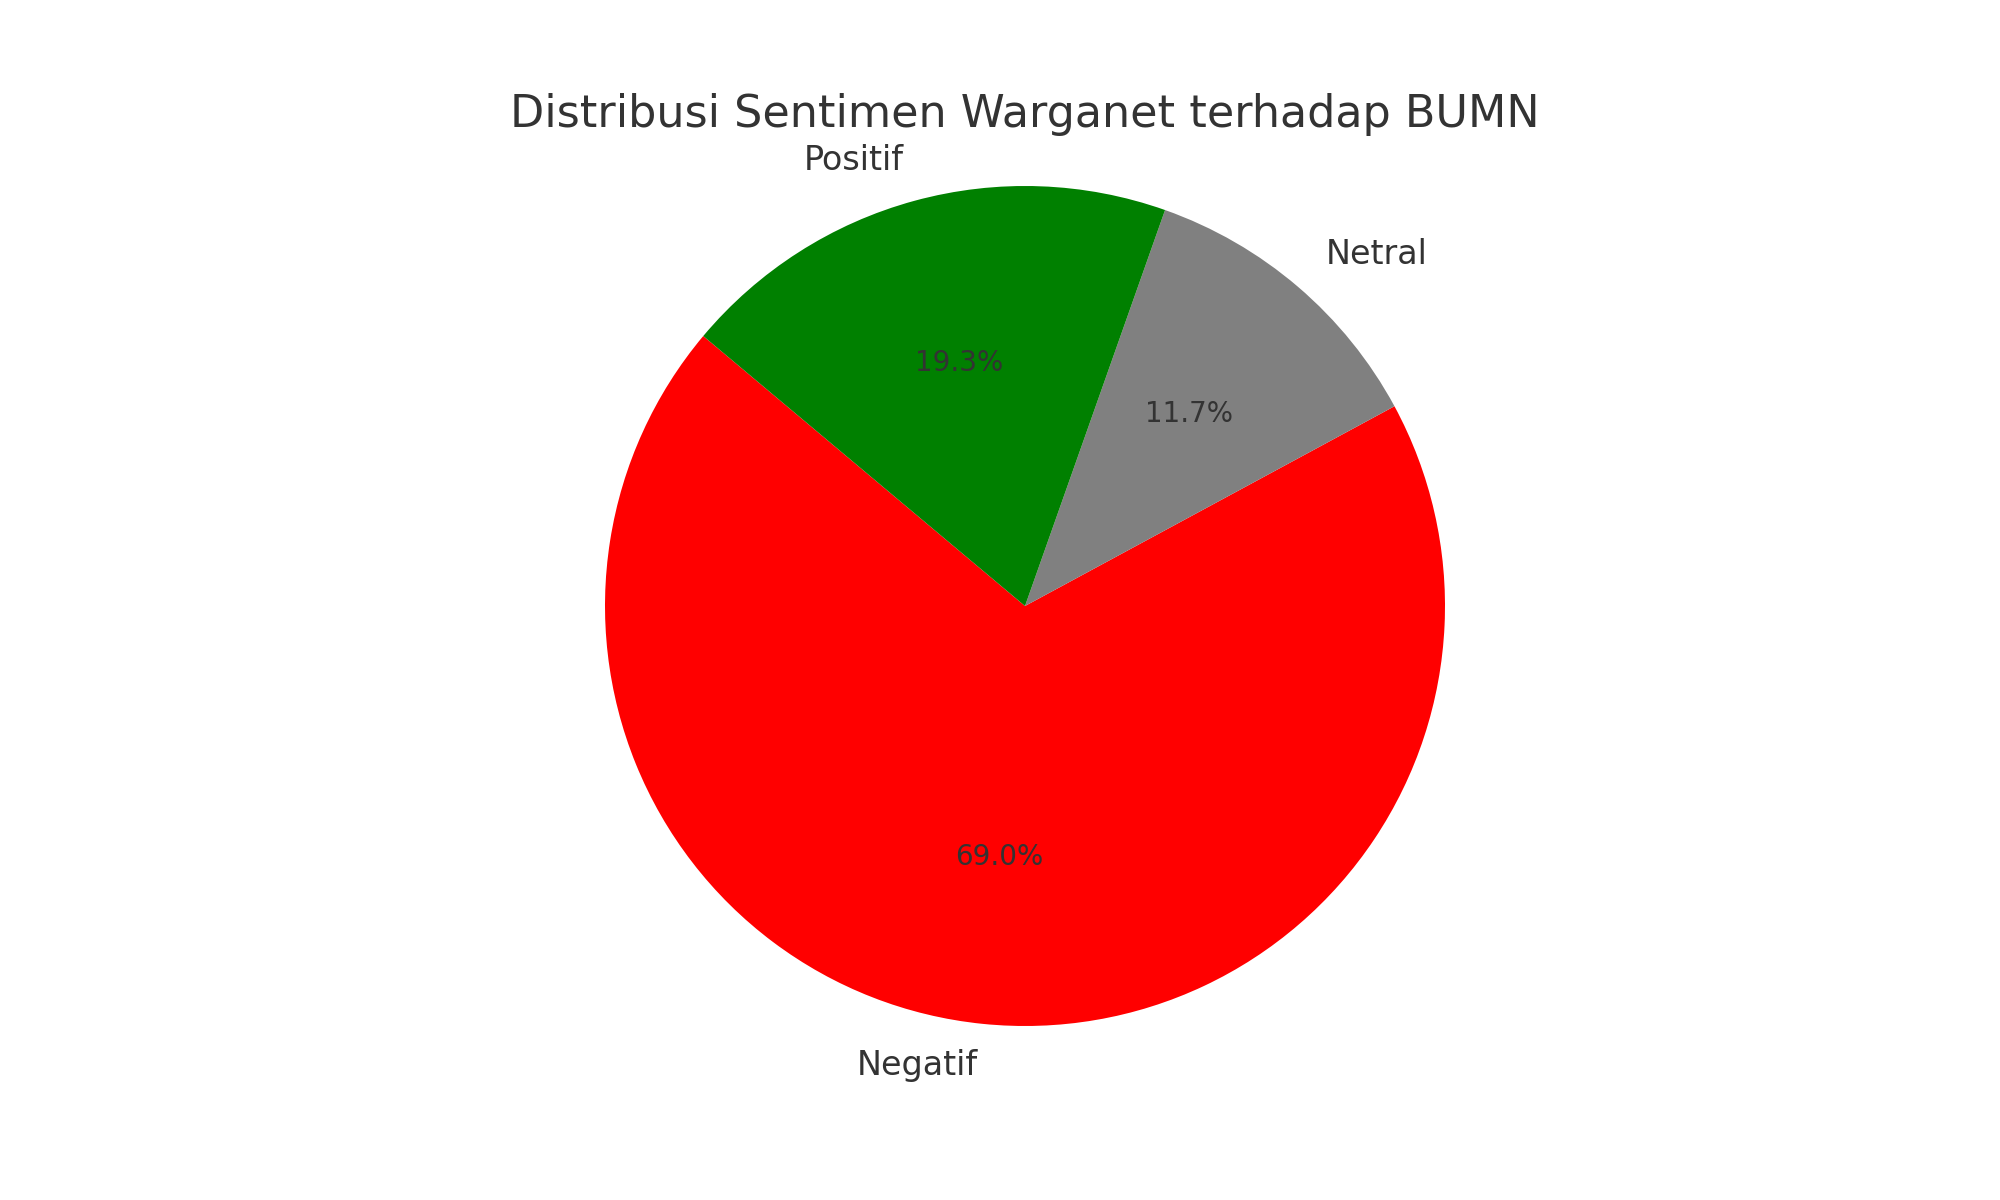 Distribusi Sentimen Warganet terhadap BUMN
Positif
Netral
19.3%
11.7%
69.0%
Negatif